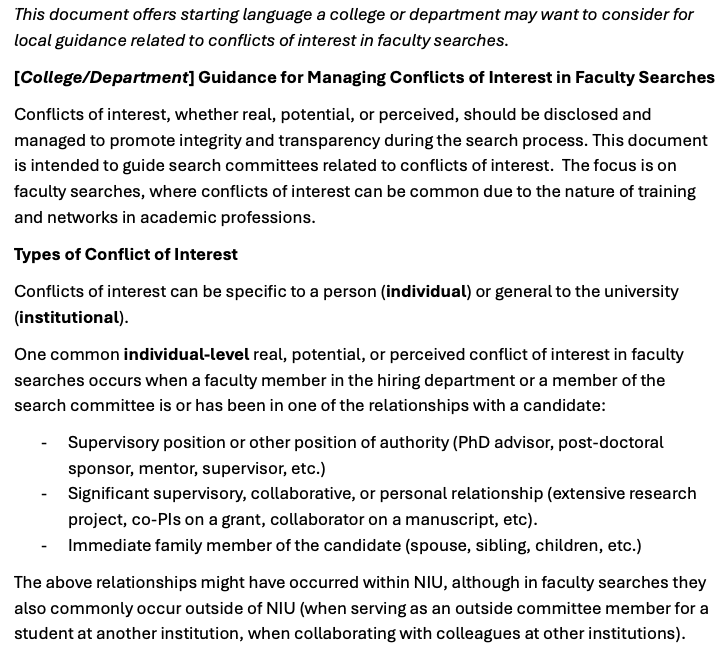 This document offers starting language a college or department may want to consider for
local guidance related to conflicts of interest in faculty searches.
[College/Department] Guidance for Managing Conflicts of Interest in Faculty Searches
Conflicts of interest, whether real, potential, or perceived, should be disclosed and
managed to promote integrity and transparency during the search process. This document
is intended to guide search committees related to conflicts of interest.  The focus is on
faculty searches, where conflicts of interest can be common due to the nature of training
and networks in academic professions.
Types of Conflict of Interest
Conflicts of interest can be specific to a person (individual) or general to the university
(institutional).
One common individual-level real, potential, or perceived conflict of interest in faculty
searches occurs when a faculty member in the hiring department or a member of the
search committee is or has been in one of the relationships with a candidate:
- Supervisory position or other position of authority (PhD advisor, post-doctoral
sponsor, mentor, supervisor, etc.)
- Significant supervisory, collaborative, or personal relationship (extensive research
project, co-PIs on a grant, collaborator on a manuscript, etc).
- Immediate family member of the candidate (spouse, sibling, children, etc.)
The above relationships might have occurred within NIU, although in faculty searches they
also commonly occur outside of NIU (when serving as an outside committee member for a
student at another institution, when collaborating with colleagues at other institutions).